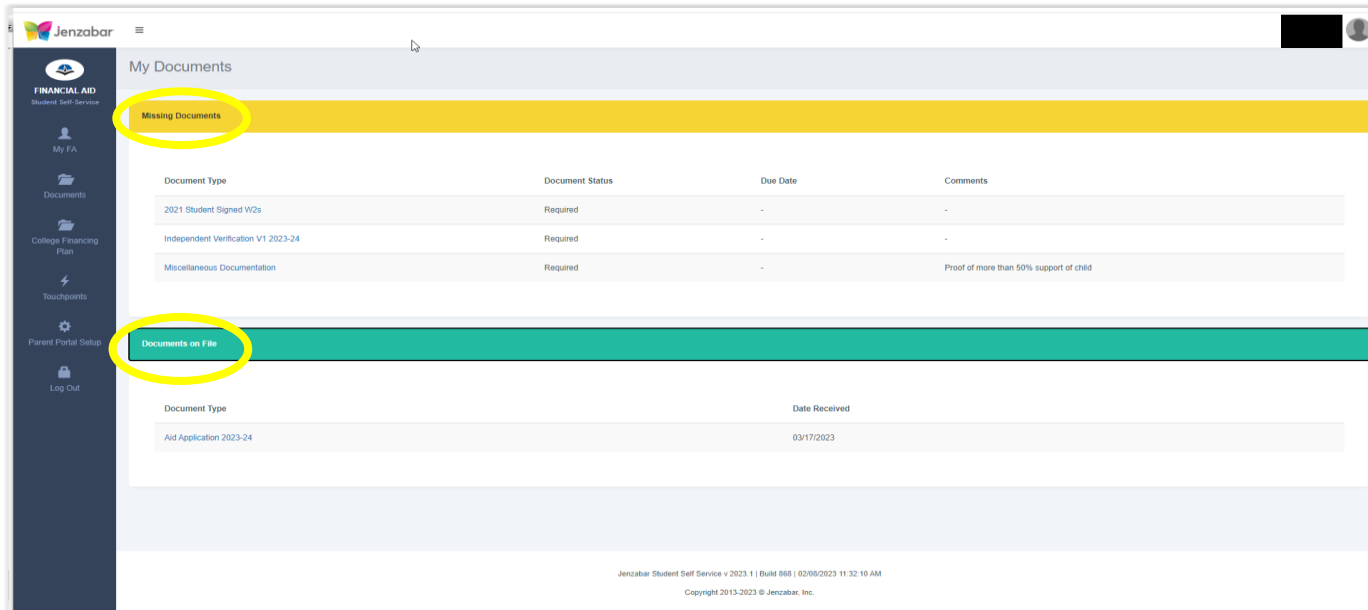 Jenzabar
FINANCIAL AID
Student Self-Service
My FA
Documents
College Financing
Plan
Touchpoints
Parent Portal Setup
Log Out
My Documents
Missing Documents
Document Type Document Status Due Date Comments
2021 Student Signed W2s Required - -
Independent Verification V1 2023-24 Required - -
Miscellaneous Documentation Required - Proof of more than 50% support of child
Documents on File
Document Type Date Received
Aid Application 2023-24 03/17/2023
Jenzabar Student Self Service v 2023.1 | Build 868 | 02/08/2023 11:32:10 AM
Copyright 2013-2023 © Jenzabar, Inc.